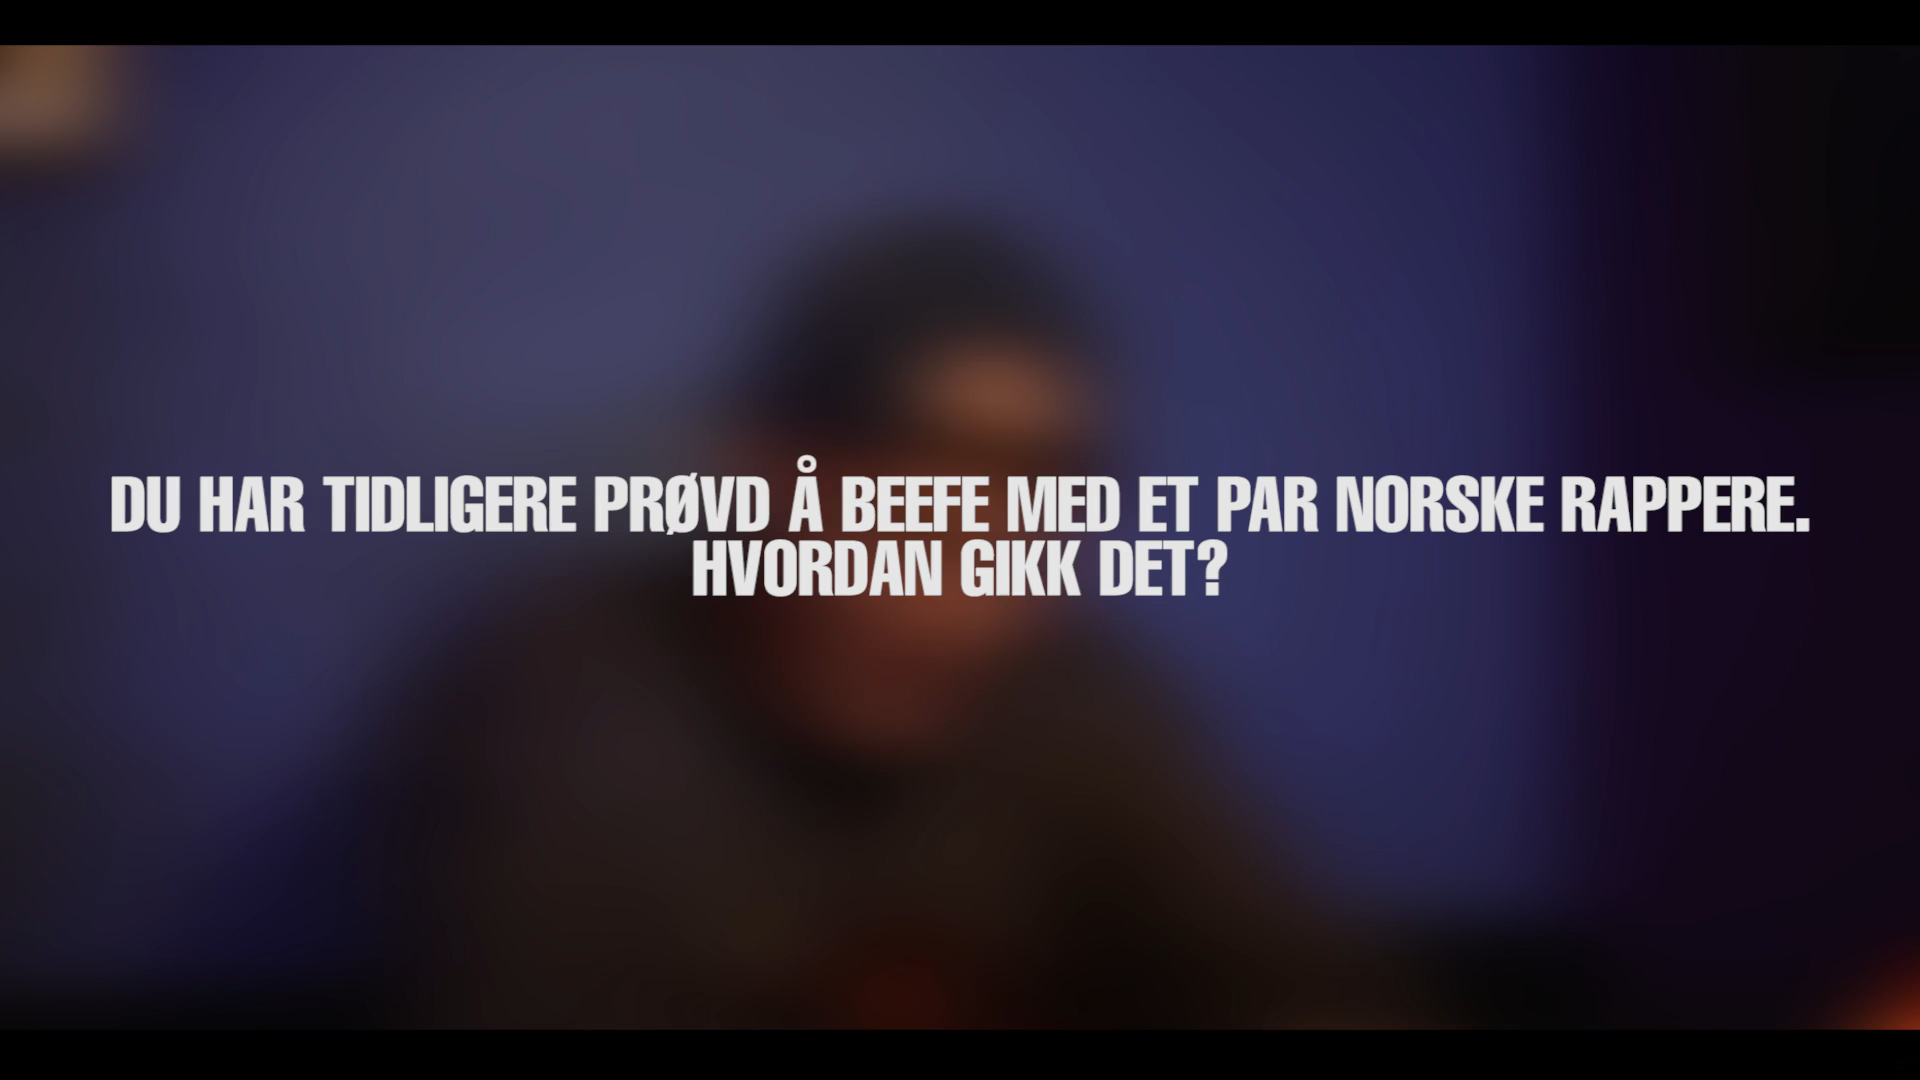 DU HAR TIDLIGERE PRØVD Å BEEFE MED ET PAR NORSKE RAPPERE.
HVORDAN GIKK DET?